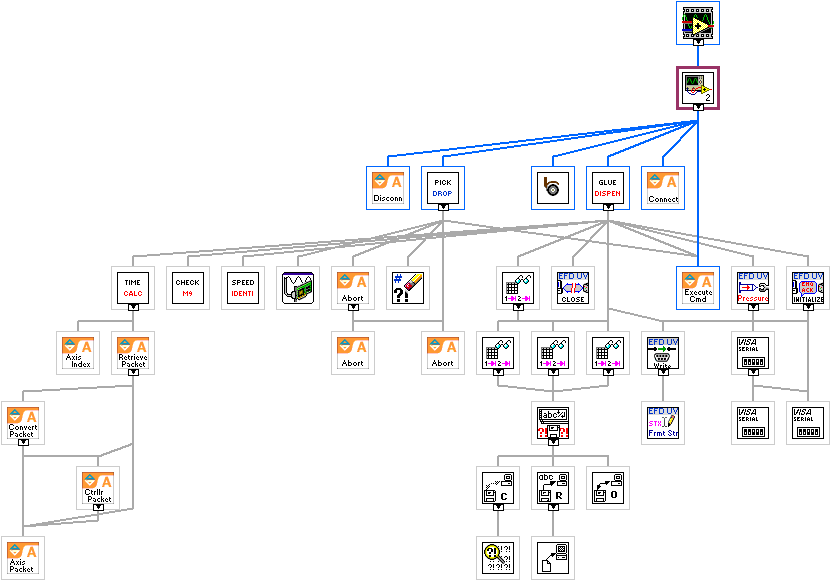 2
A
Disconn
PICK
DROP
GLUE
DISPEN
A
Connect
TIME
CALC
CHECK
M9
SPEED
IDENTI
A
Abort
#
?!
1-H 2-H
EFD UV
CLOSE
A
Execute
Cmd
EFD UV
Pressure
EFD UV
ENQ
ACK
INITIALIZE
A
Axis
Index
A
Retrieve
Packet
A
Abort
A
Abort
1-H 2-H
1-H 2-H
1-H 2-H
EFD UV
Write
VISA
SERIAL
A
Convert
Packet
abc
?! ?!
EFD UV
STX
Frmt Str
VISA
SERIAL
VISA
SERIAL
A
Ctrllr
Packet
C
abc
R
O
A
Axis
Packet
?! ?!
?! ?! ?!